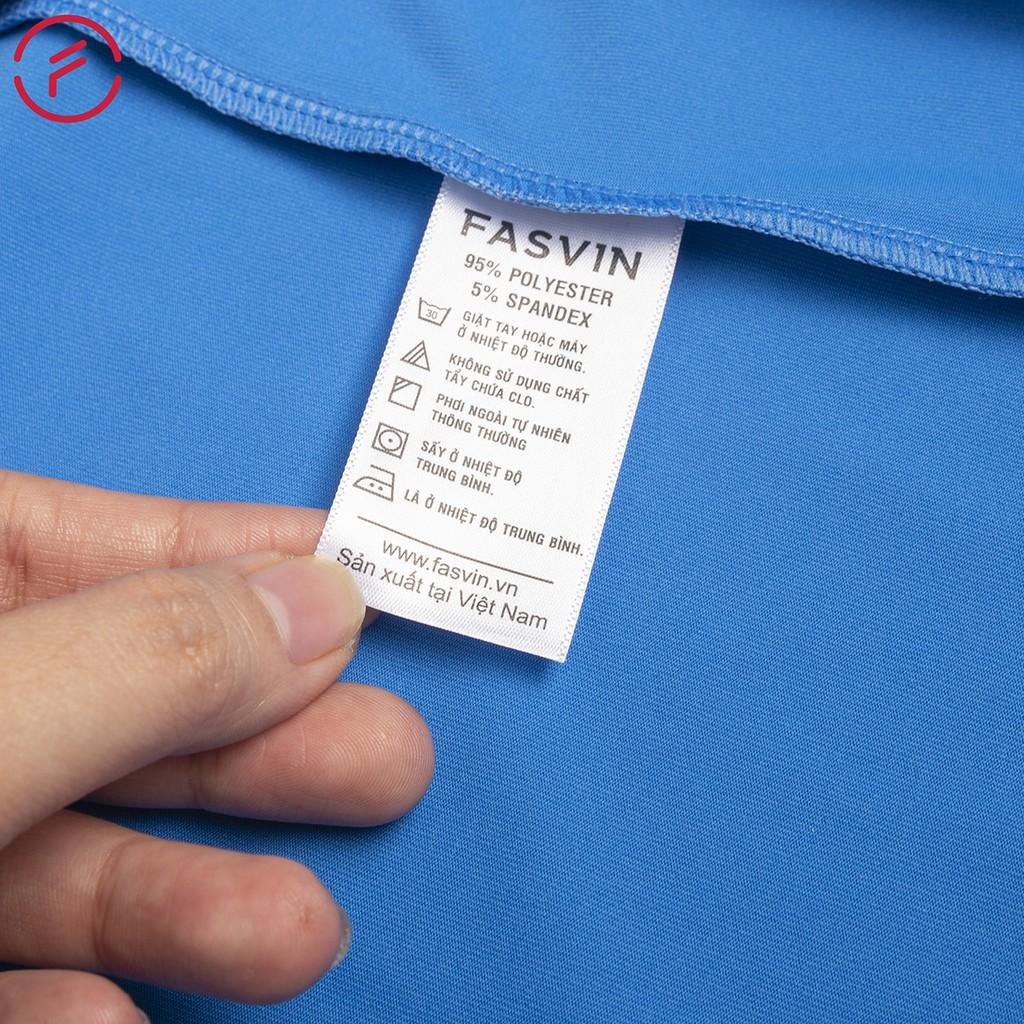 FASVIN
95% POLYESTER
5% SPANDEX
30
GIẶT TAY HOẶC MÁY
Ở NHIỆT ĐỘ THƯỜNG.
KHÔNG SỬ DỤNG CHẤT
TẨY CHỨA CLO.
PHƠI NGOÀI TỰ NHIÊN
THÔNG THƯỜNG
SẤY Ở NHIỆT ĐỘ
TRUNG BÌNH.
LÀ Ở NHIỆT ĐỘ TRUNG BÌNH.
www.fasvin.vn
Sản xuất tại Việt Nam